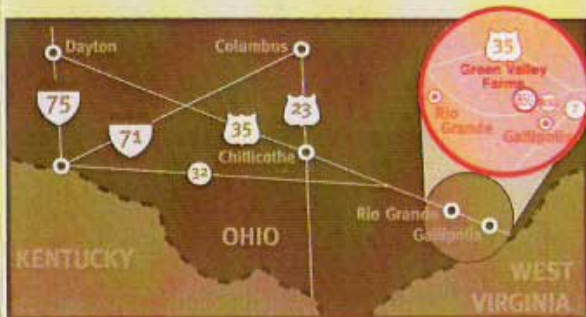 Dayton
Columbus
35
Green Valley
Farms
75
71
35
23
7
Rio
Grande
Gallipolis
Chillicothe
32
Rio Grande
Gallipolis
OHIO
KENTUCKY
WEST
VIRGINIA